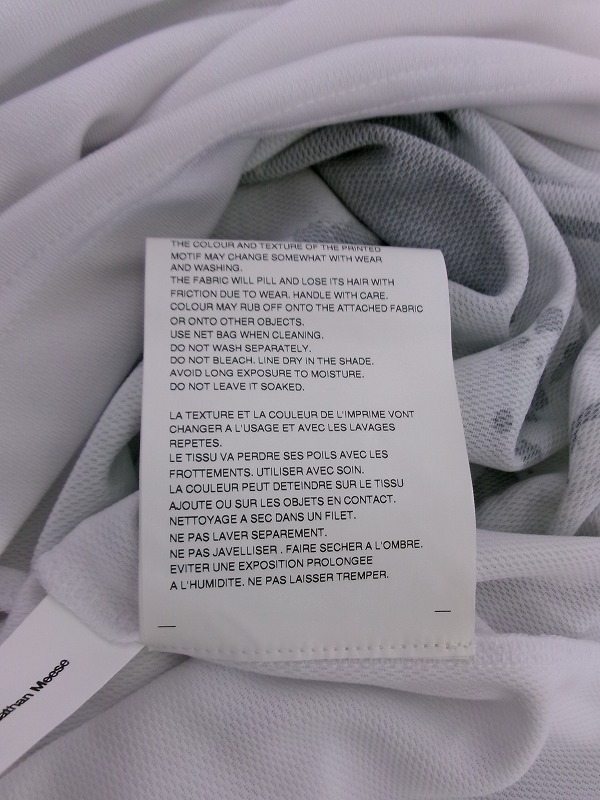 THE COLOUR AND TEXTURE OF THE PRINTED
MOTIF MAY CHANGE SOMEWHAT WITH WEAR
AND WASHING.
THE FABRIC WILL PILL AND LOSE ITS HAIR WITH
FRICTION DUE TO WEAR. HANDLE WITH CARE.
COLOUR MAY RUB OFF ONTO THE ATTACHED FABRIC
OR ONTO OTHER OBJECTS.
USE NET BAG WHEN CLEANING.
DO NOT WASH SEPARATELY.
DO NOT BLEACH. LINE DRY IN THE SHADE.
AVOID LONG EXPOSURE TO MOISTURE.
DO NOT LEAVE IT SOAKED.
LA TEXTURE ET LA COULEUR DE L'IMPRIME VONT
CHANGER A L'USAGE ET AVEC LES LAVAGES
REPETES.
LE TISSU VA PERDRE SES POILS AVEC LES
FROTTEMENTS. UTILISER AVEC SOIN.
LA COULEUR PEUT DETEINDRE SUR LE TISSU
AJOUTE OU SUR LES OBJETS EN CONTACT.
NETTOYAGE A SEC DANS UN FILET.
NE PAS LAVER SEPAREMENT.
NE PAS JAVELLISER . FAIRE SECHER A L'OMBRE.
EVITER UNE EXPOSITION PROLONGEE
A L'HUMIDITE. NE PAS LAISSER TREMPER.
Meese